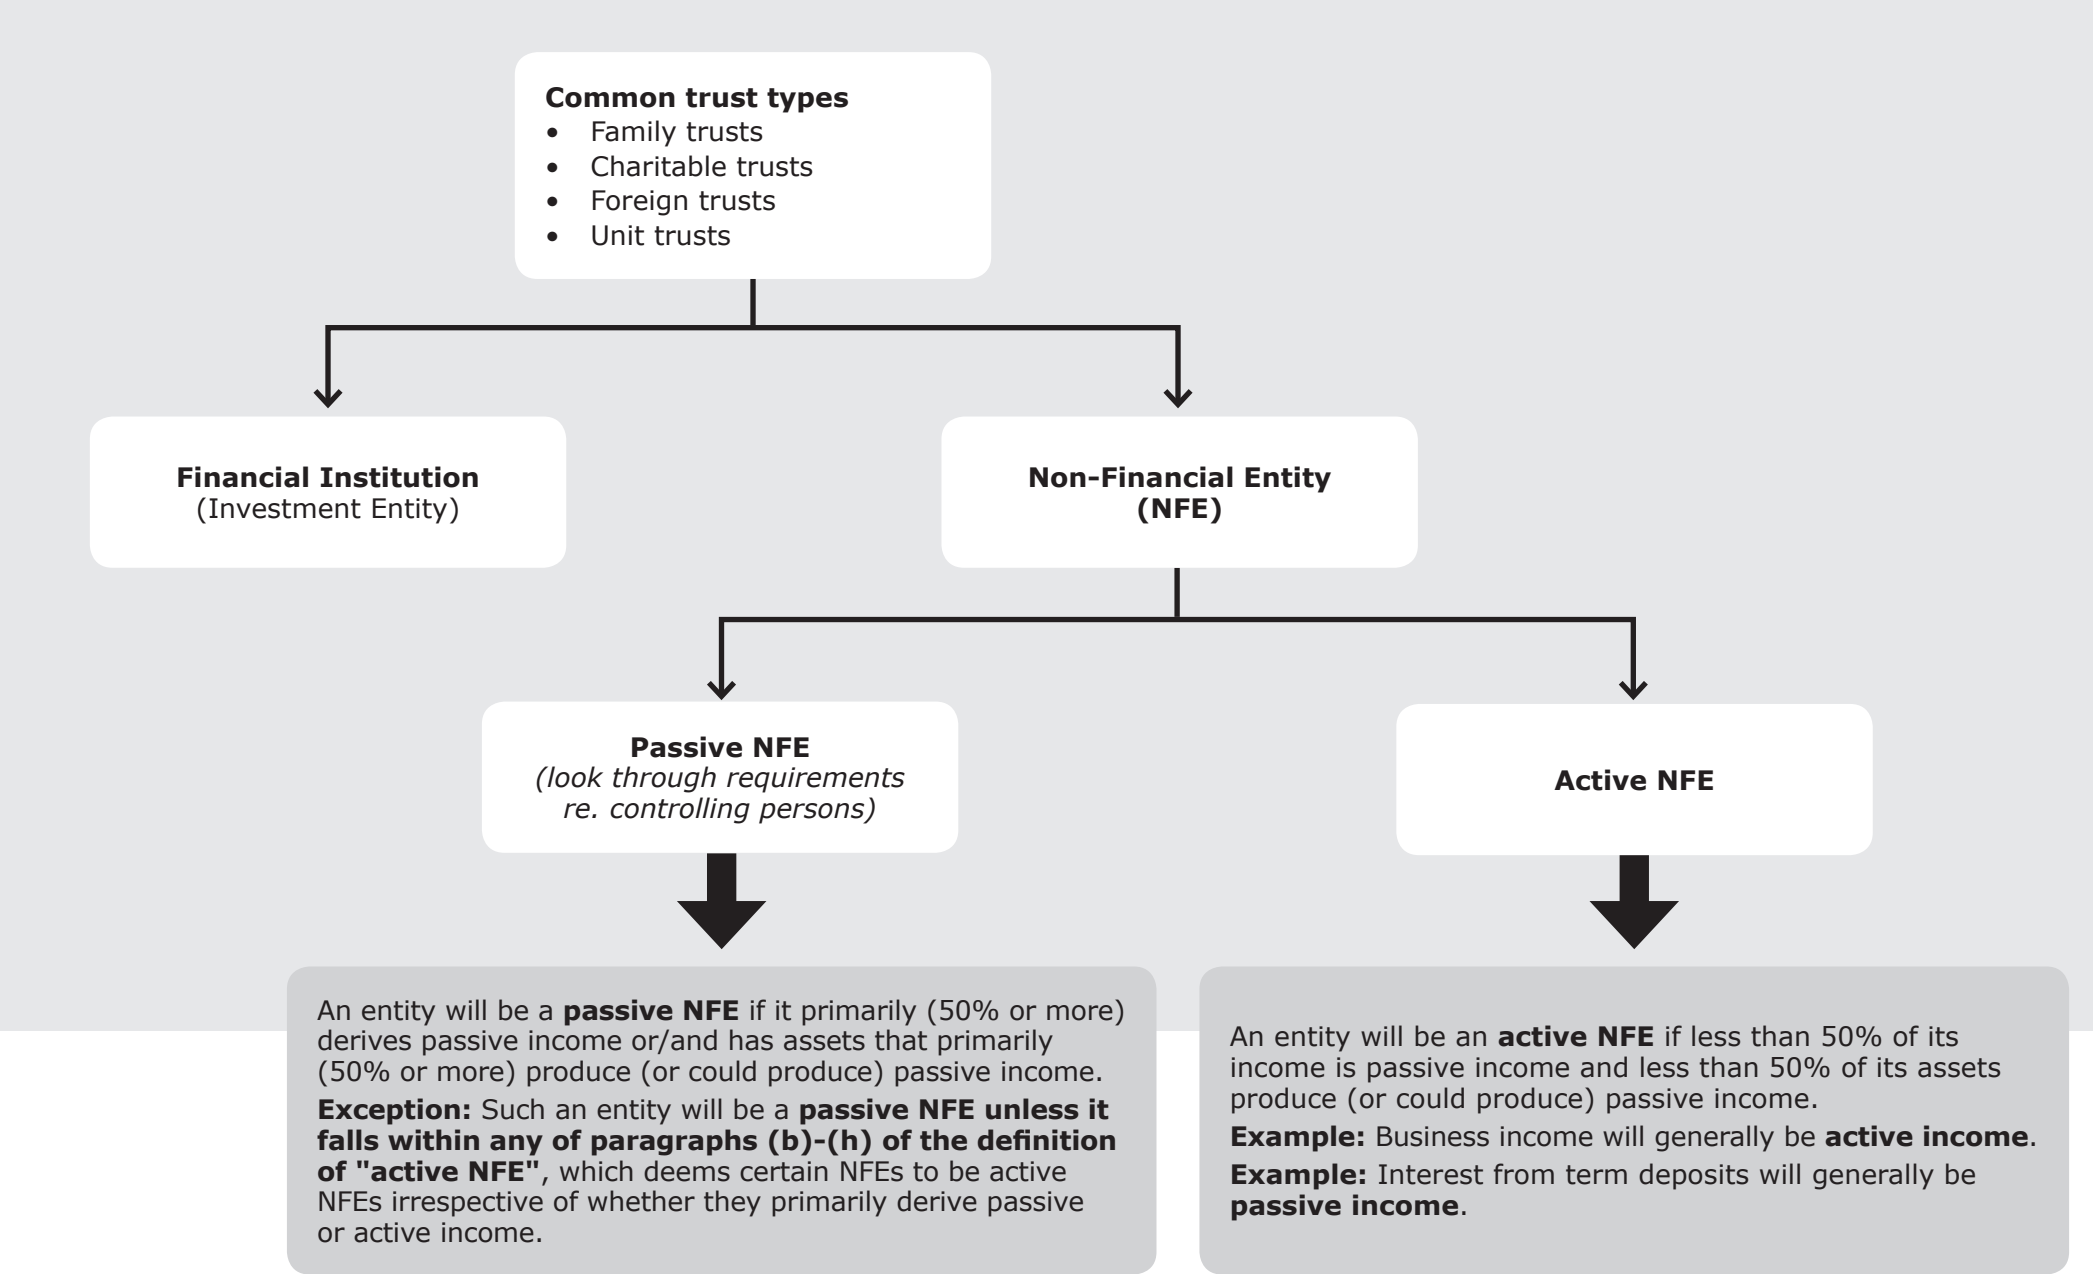 Common trust types
• Family trusts
• Charitable trusts
• Foreign trusts
• Unit trusts
Financial Institution
(Investment Entity)
Non-Financial Entity
(NFE)
Passive NFE
(look through requirements
re. controlling persons)
Active NFE
An entity will be a passive NFE if it primarily (50% or more)
derives passive income or/and has assets that primarily
(50% or more) produce (or could produce) passive income.
Exception: Such an entity will be a passive NFE unless it
falls within any of paragraphs (b)-(h) of the definition
of "active NFE", which deems certain NFEs to be active
NFEs irrespective of whether they primarily derive passive
or active income.
An entity will be an active NFE if less than 50% of its
income is passive income and less than 50% of its assets
produce (or could produce) passive income.
Example: Business income will generally be active income.
Example: Interest from term deposits will generally be
passive income.